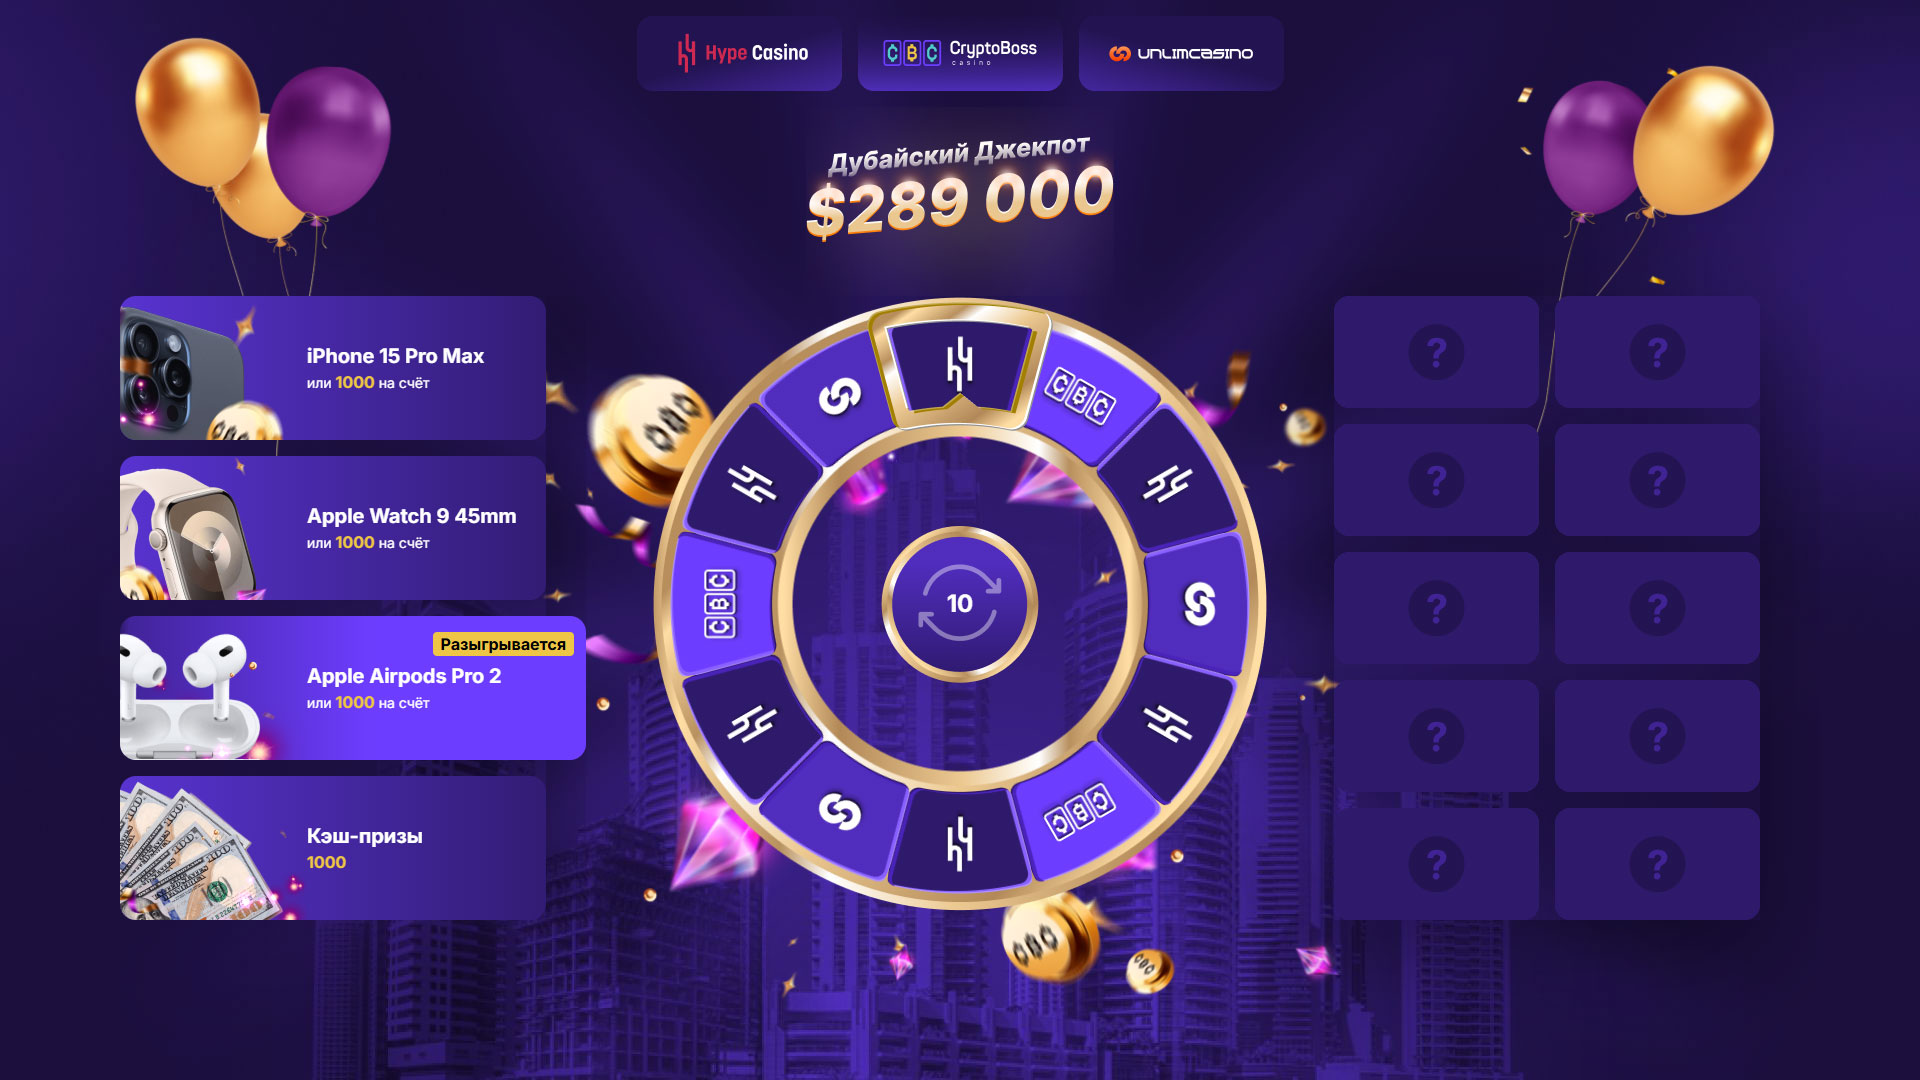 Hype Casino
CryptoBoss
casino
UNLIMCASINO
Дубайский Джекпот
$289 000
iPhone 15 Pro Max
или 1000 на счёт
Apple Watch 9 45mm
или 1000 на счёт
Разыгрывается
Apple Airpods Pro 2
или 1000 на счёт
Кэш-призы
1000
10
? ?
? ?
? ?
? ?
? ?